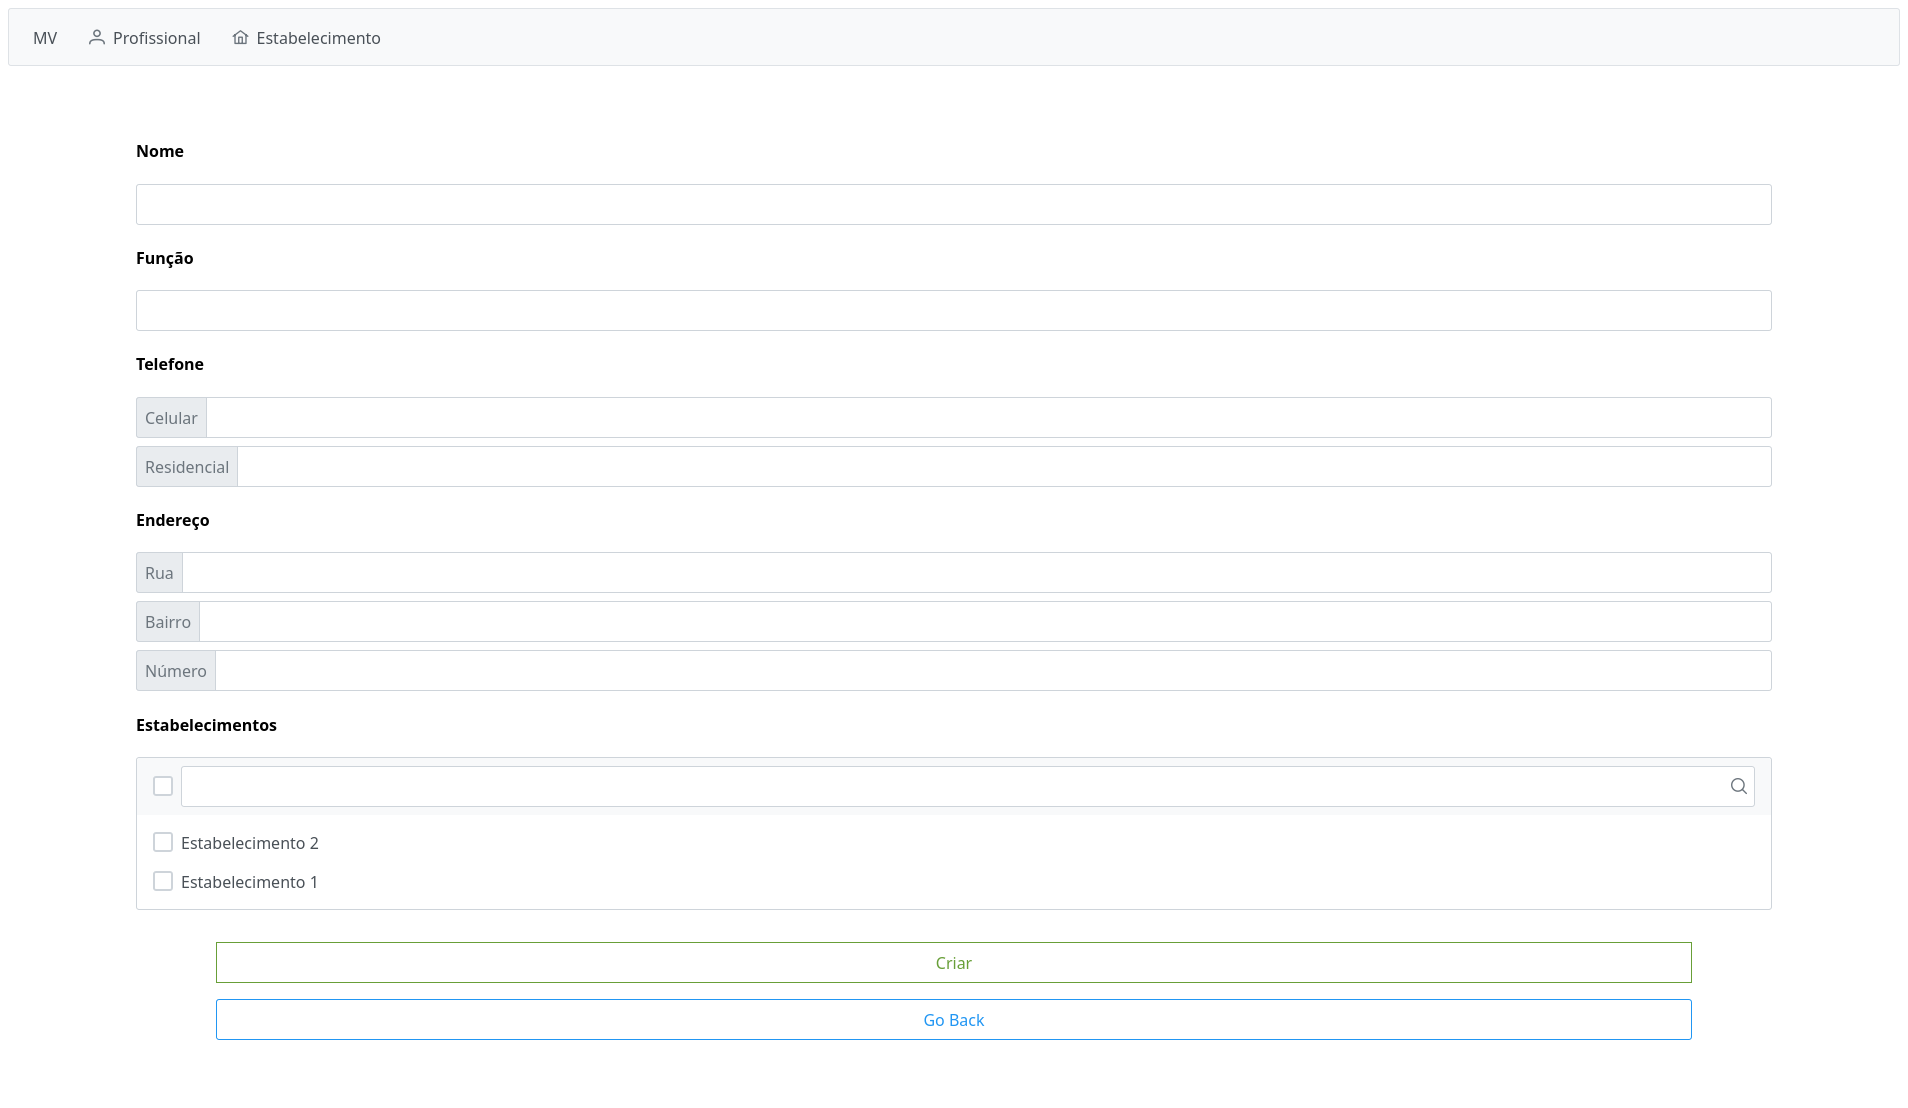 MV Profissional Estabelecimento
Nome
Função
Telefone
Celular
Residencial
Endereço
Rua
Bairro
Número
Estabelecimentos
Estabelecimento 2
Estabelecimento 1
Criar
Go Back